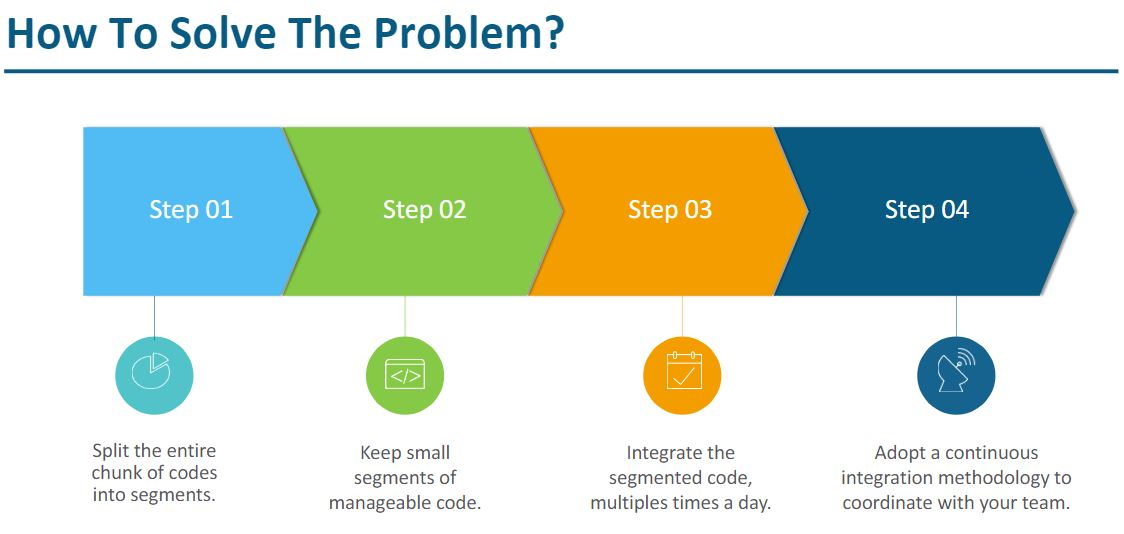 How To Solve The Problem?
Step 01
Step 02
Step 03
Step 04
</>
Split the entire
chunk of codes
into segments.
Keep small
segments of
manageable code.
Integrate the
segmented code,
multiples times a day.
Adopt a continuous
integration methodology to
coordinate with your team.